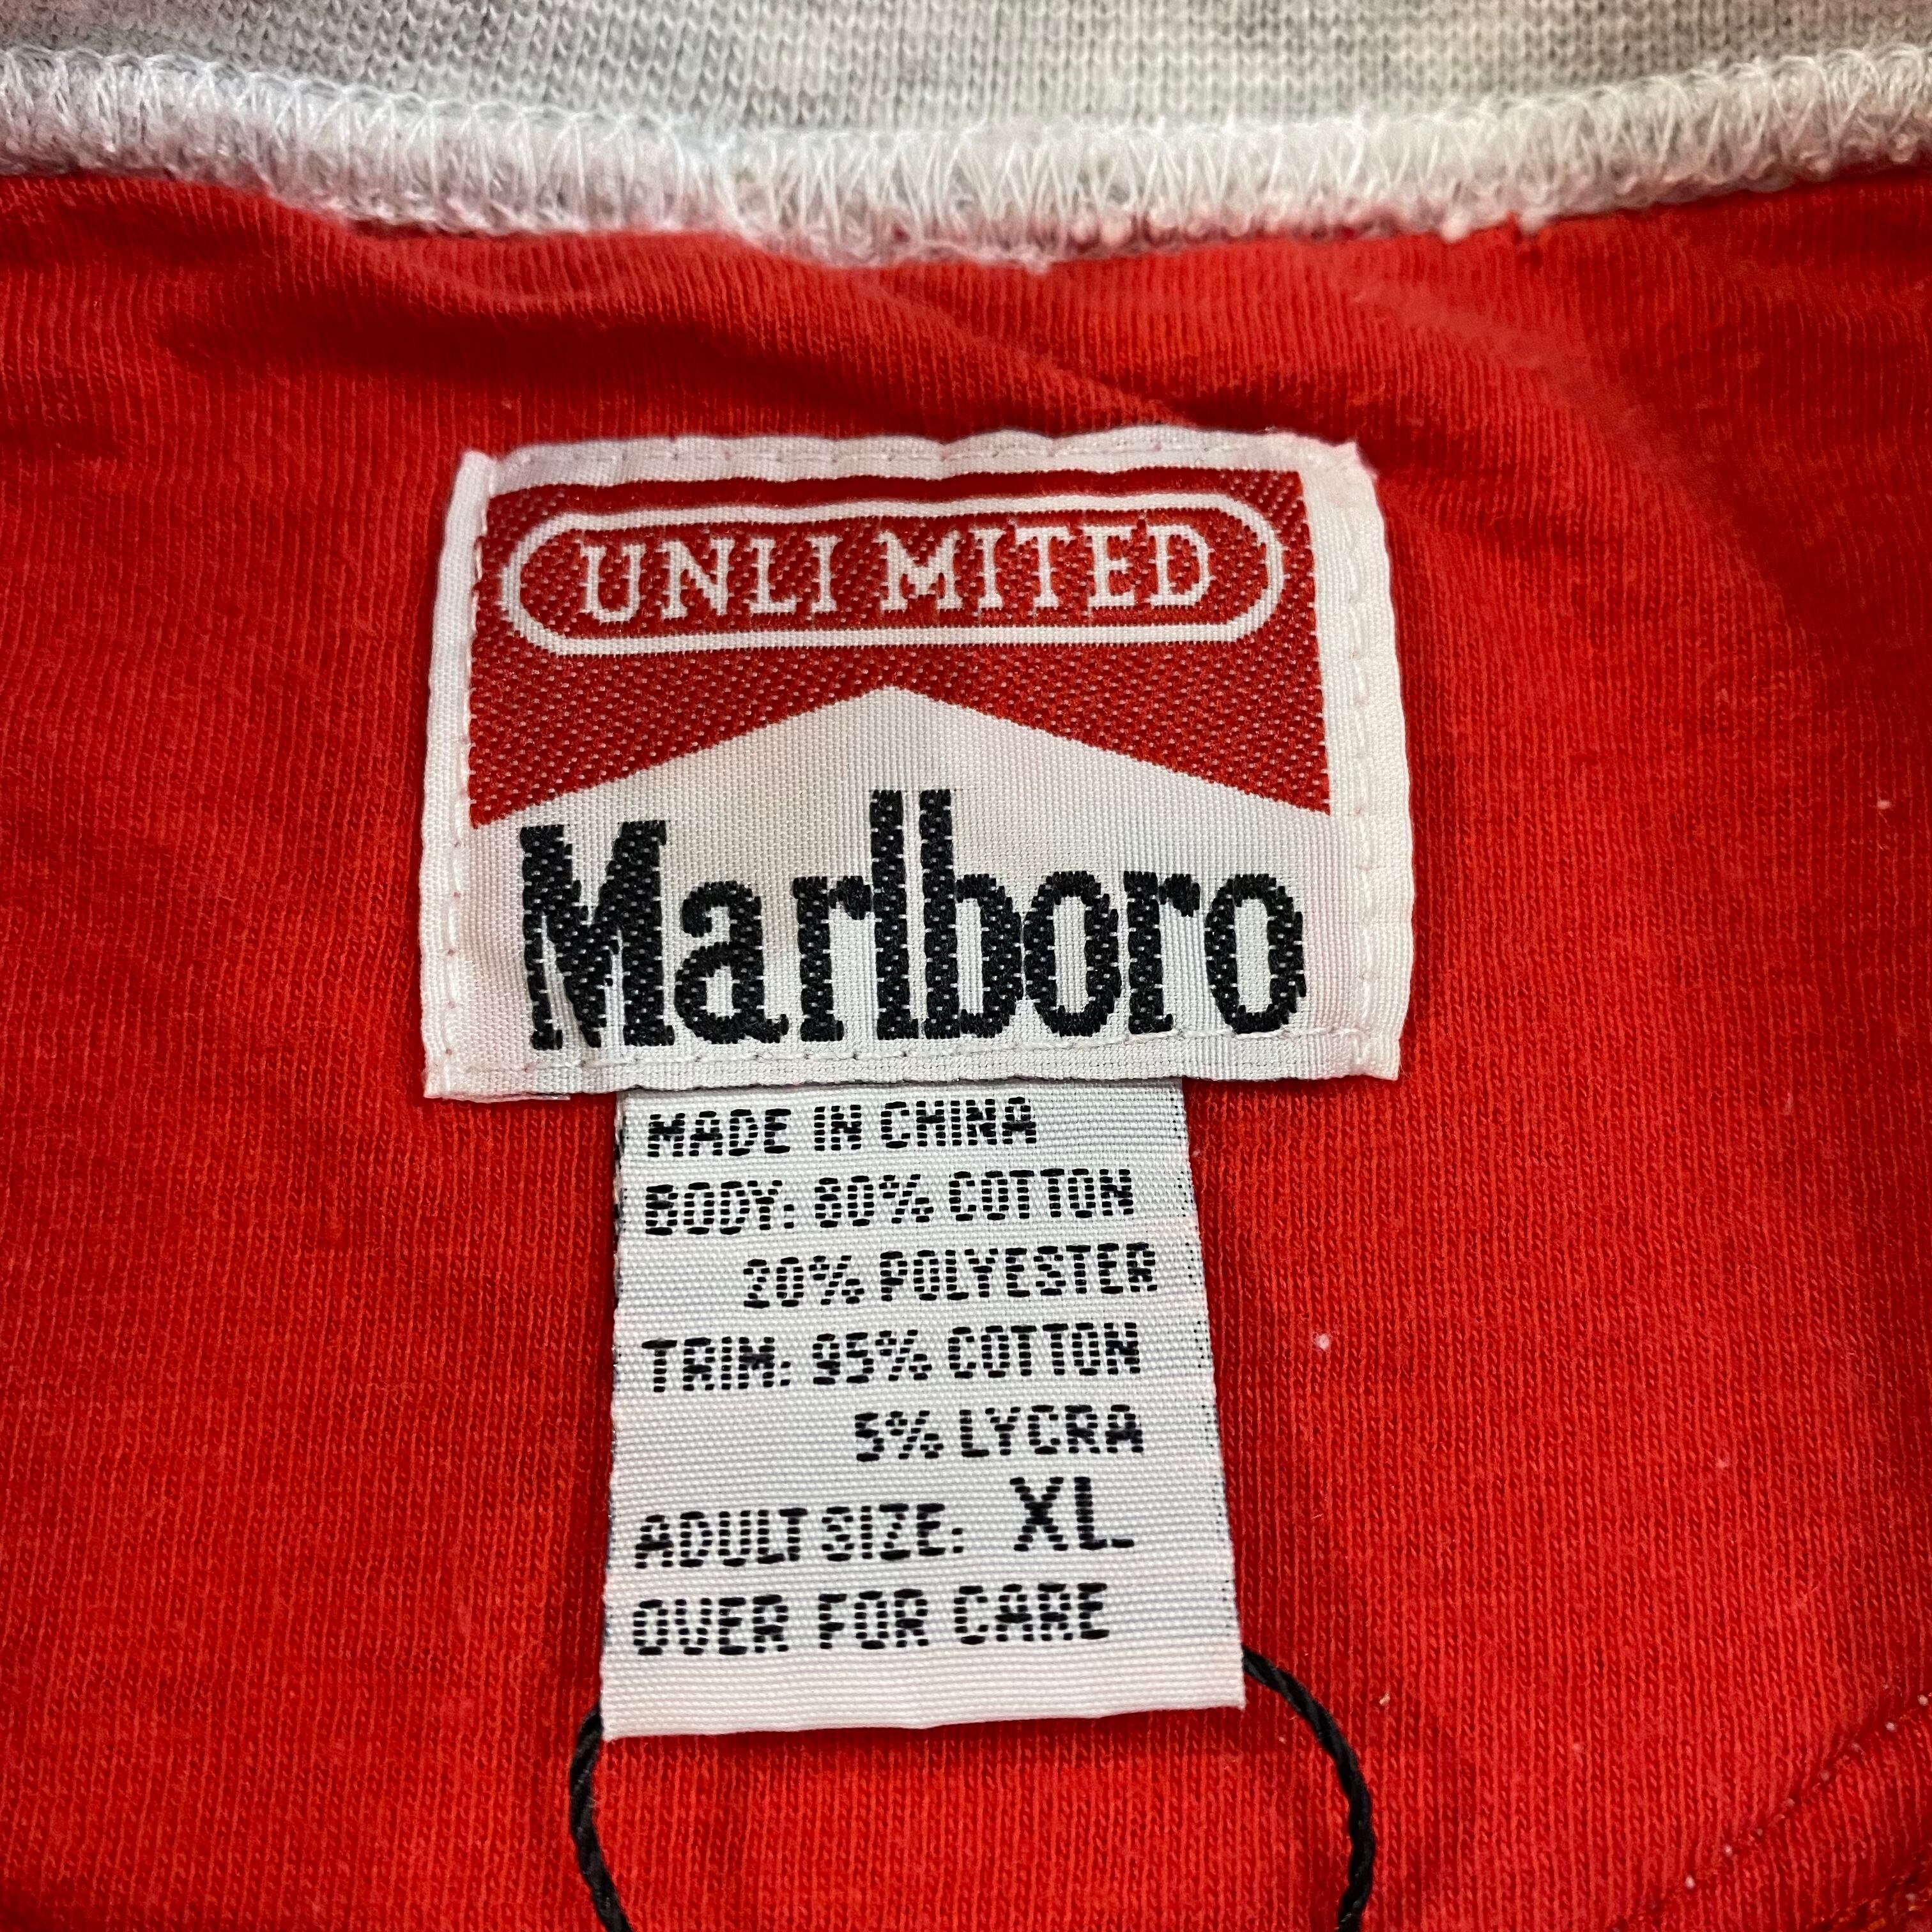 UNLIMITED
Marlboro
MADE IN CHINA
BODY: 80% COTTON
20% POLYESTER
TRIM: 95% COTTON
5% LYCRA
ADULT SIZE: XL
OVER FOR CARE